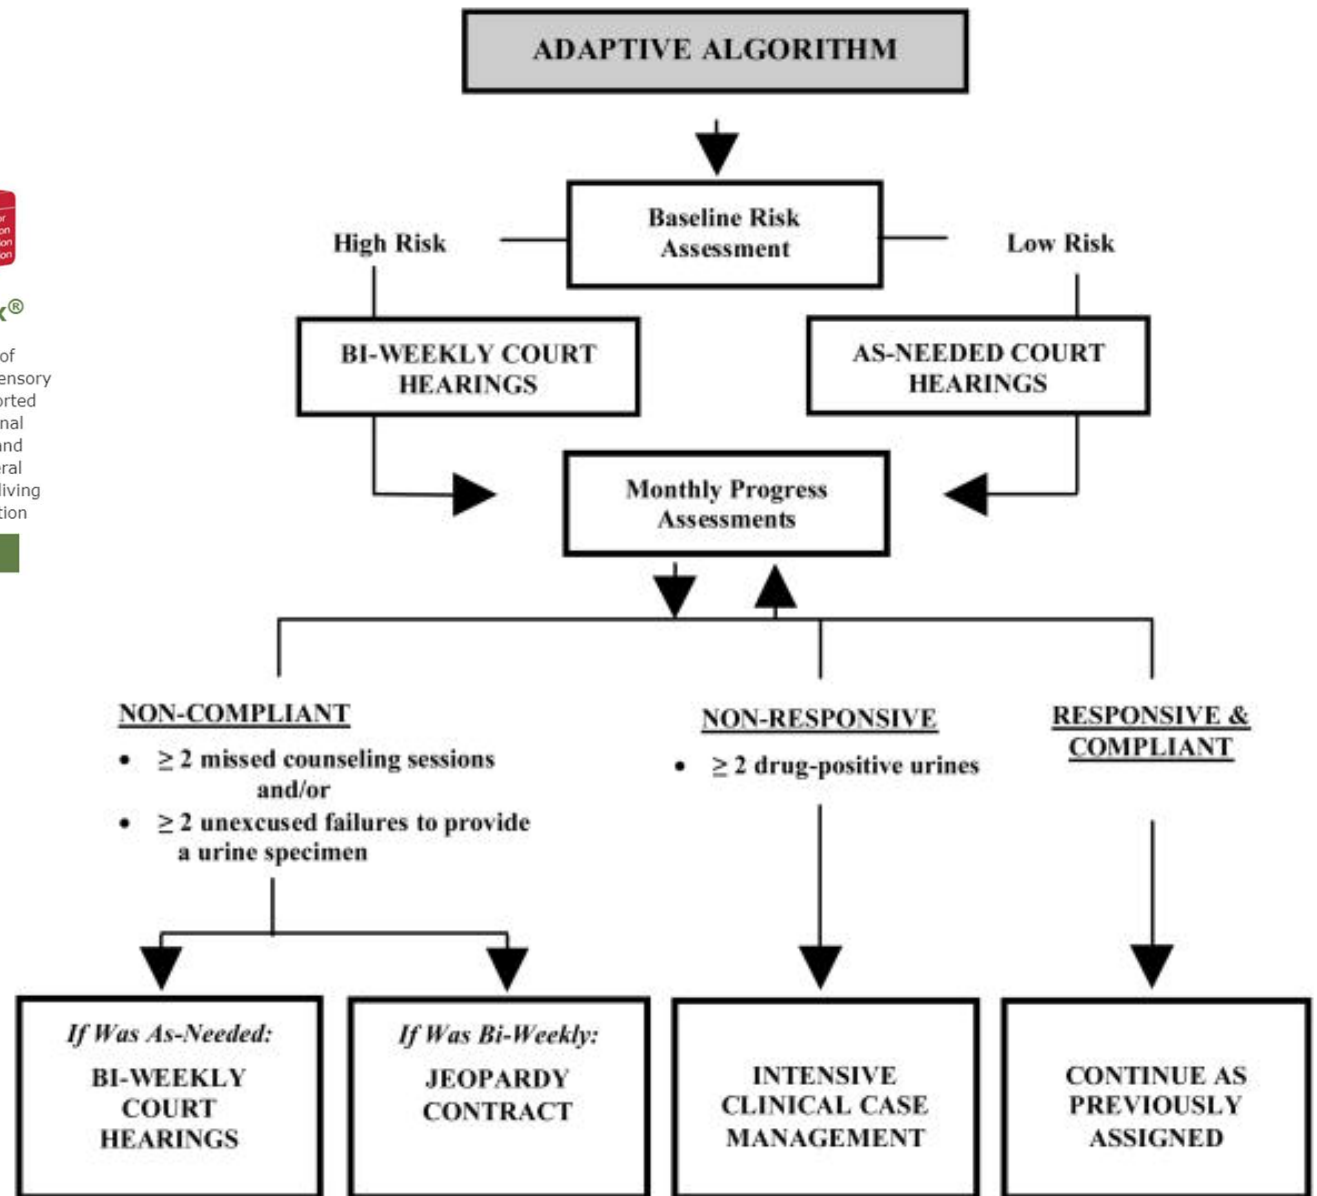 ADAPTIVE ALGORITHM
Baseline Risk
Assessment
High Risk
Low Risk
BI-WEEKLY COURT
HEARINGS
AS-NEEDED COURT
HEARINGS
Monthly Progress
Assessments
NON-COMPLIANT
• ≥ 2 missed counseling sessions
and/or
• ≥ 2 unexcused failures to provide
a urine specimen
NON-RESPONSIVE
• ≥ 2 drug-positive urines
RESPONSIVE &
COMPLIANT
If Was As-Needed:
BI-WEEKLY
COURT
HEARINGS
If Was Bi-Weekly:
JEOPARDY
CONTRACT
INTENSIVE
CLINICAL CASE
MANAGEMENT
CONTINUE AS
PREVIOUSLY
ASSIGNED
of
and